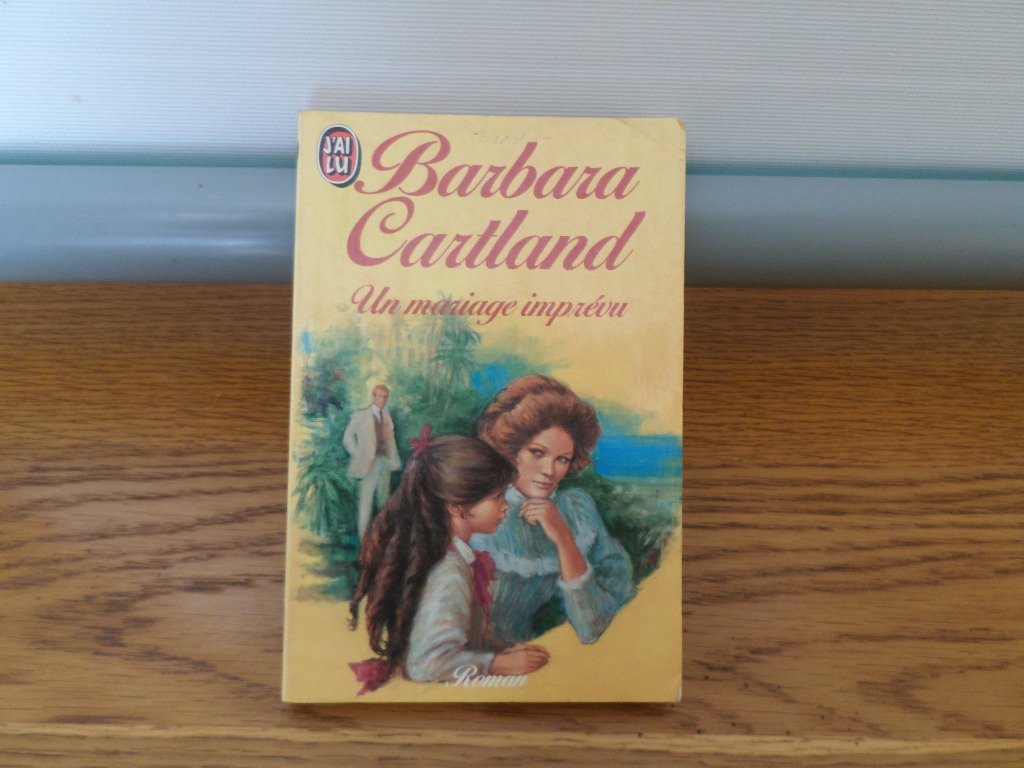 J'AI
LU
Barbara
Cartland
Un mariage imprévu
Roman